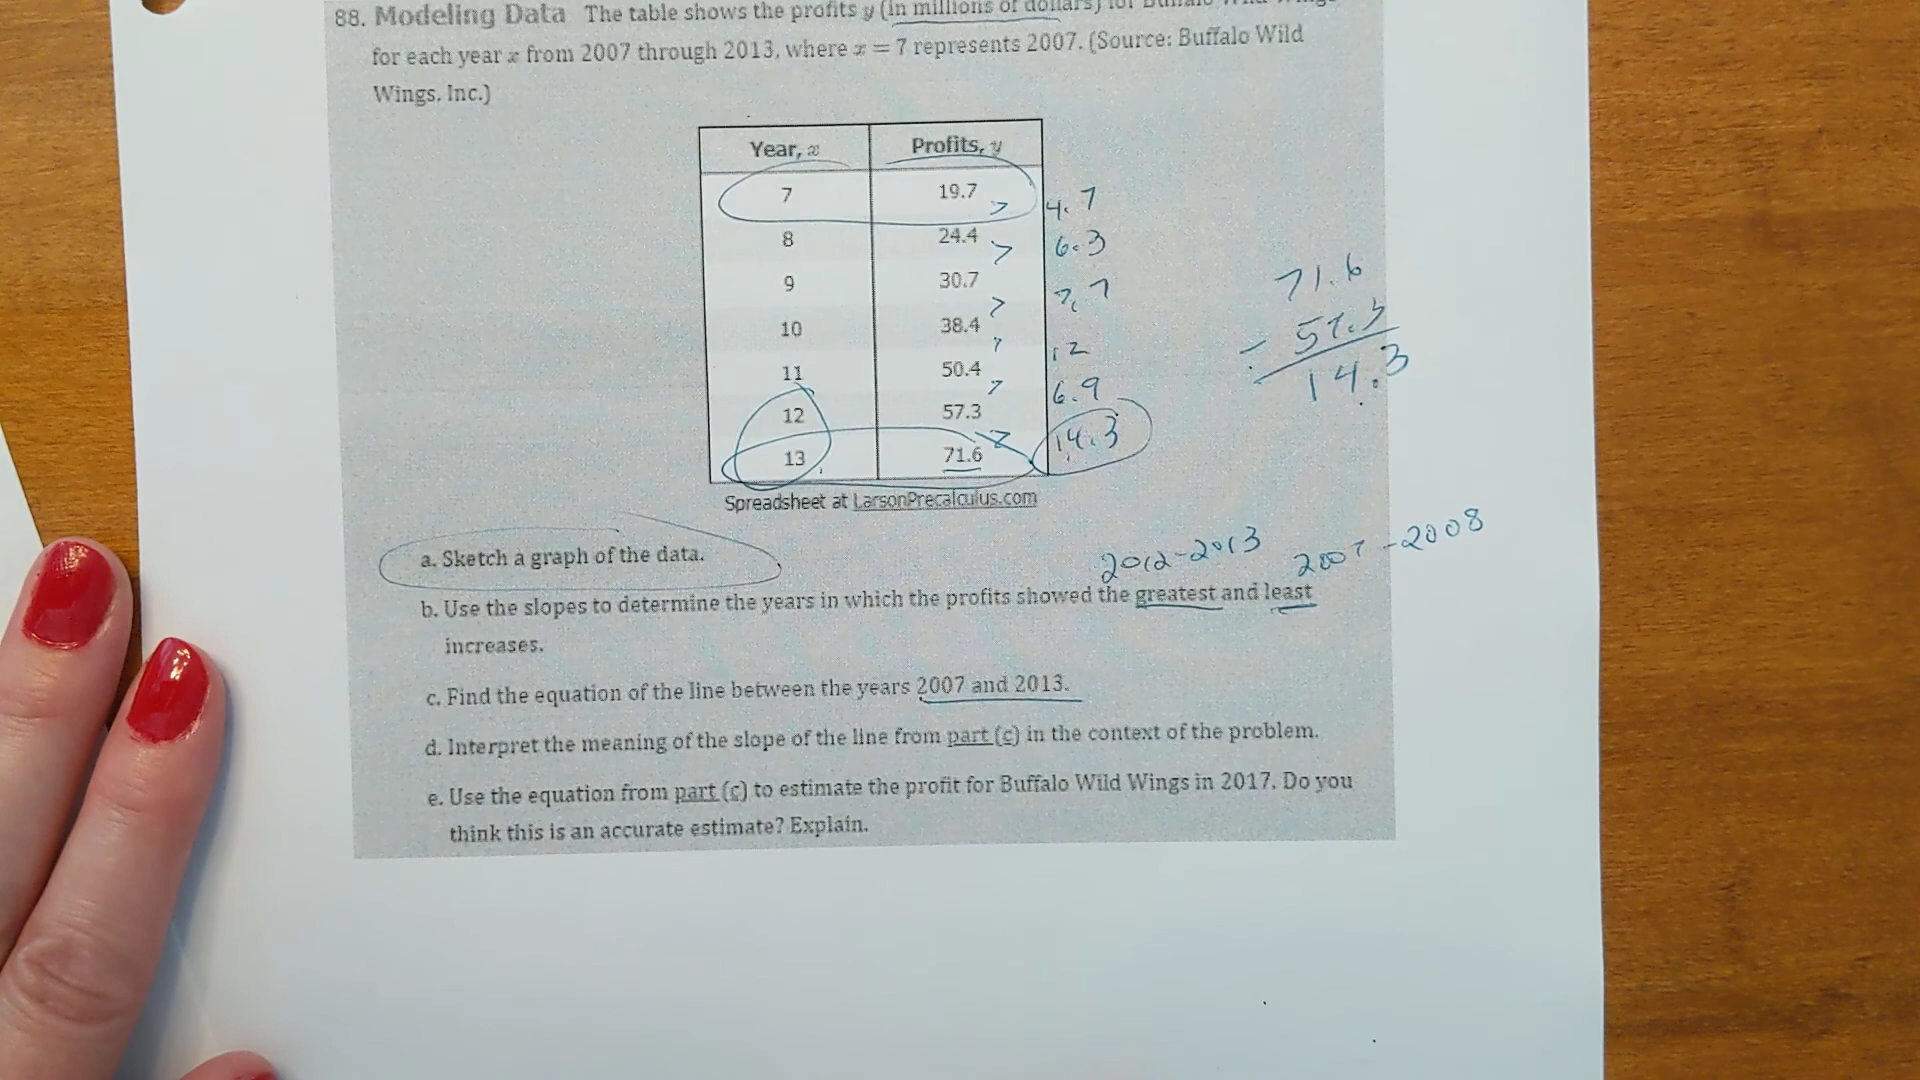 88. Modeling Data The table shows the profits y (in millions of dollars) for Buffalo Wild Wings
for each year x from 2007 through 2013, where x = 7 represents 2007. (Source: Buffalo Wild
Wings, Inc.)
Year, x Profits, y
7 19.7
4.7
8 24.4
6.3
9 30.7
7.7
10 38.4
12
11 50.4
6.9
12 57.3
14.3
13 71.6
71.6
- 57.3
14.3
Spreadsheet at LarsonPrecalculus.com
a. Sketch a graph of the data.
2012-2013 2007-2008
b. Use the slopes to determine the years in which the profits showed the greatest and least
increases.
c. Find the equation of the line between the years 2007 and 2013.
d. Interpret the meaning of the slope of the line from part (c) in the context of the problem.
e. Use the equation from part (c) to estimate the profit for Buffalo Wild Wings in 2017. Do you
think this is an accurate estimate? Explain.